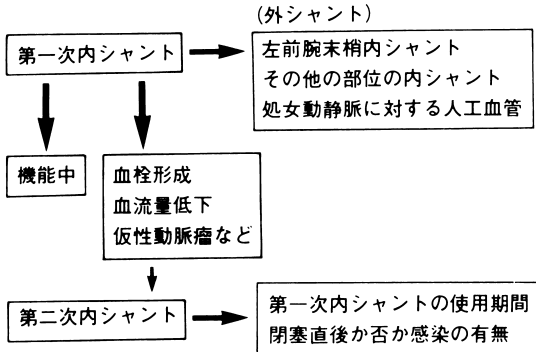 (外シャント)
第一次内シャント
左前腕末梢内シャント
その他の部位の内シャント
処女動静脈に対する人工血管
機能中
血栓形成
血流量低下
仮性動脈瘤など
第二次内シャント
第一次内シャントの使用期間
閉塞直後か否か感染の有無